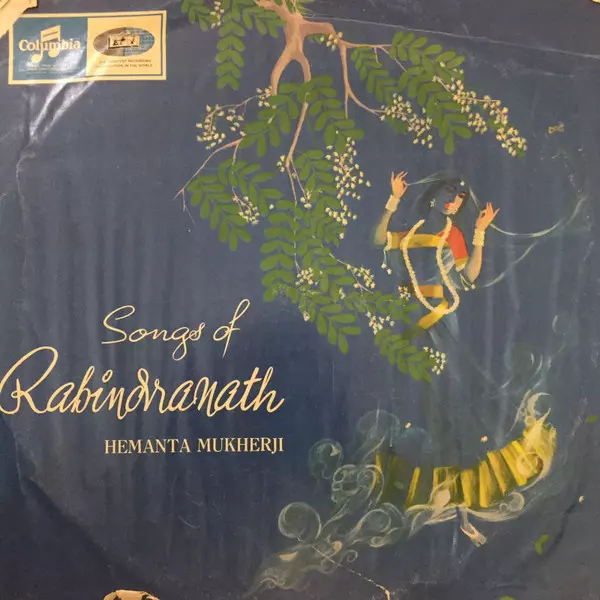 Columbia
Songs of
Rabindranath
HEMANTA MUKHERJI